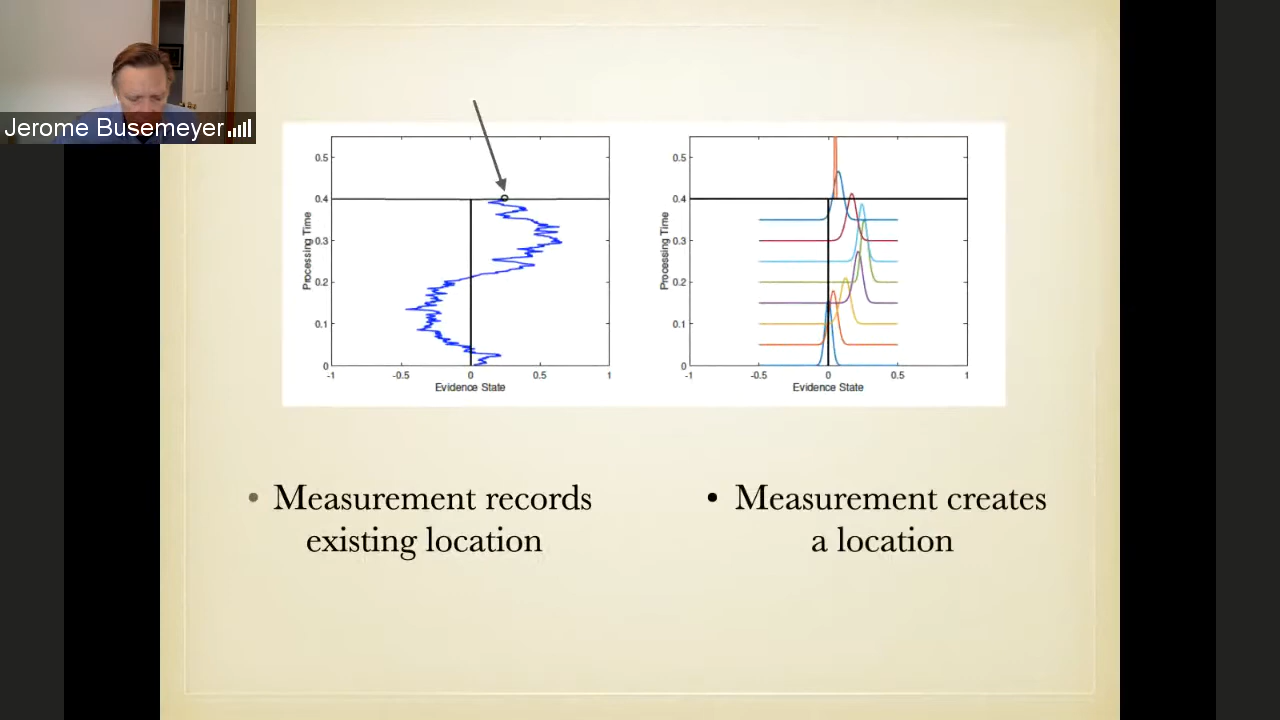 Jerome Busemeyer
0.5
0.4
0.3
0.2
0.1
0
Processing Time
-1 -0.5 0 0.5 1
Evidence State
0.5
0.4
0.3
0.2
0.1
0
Processing Time
-1 -0.5 0 0.5 1
Evidence State
• Measurement records
existing location
• Measurement creates
a location